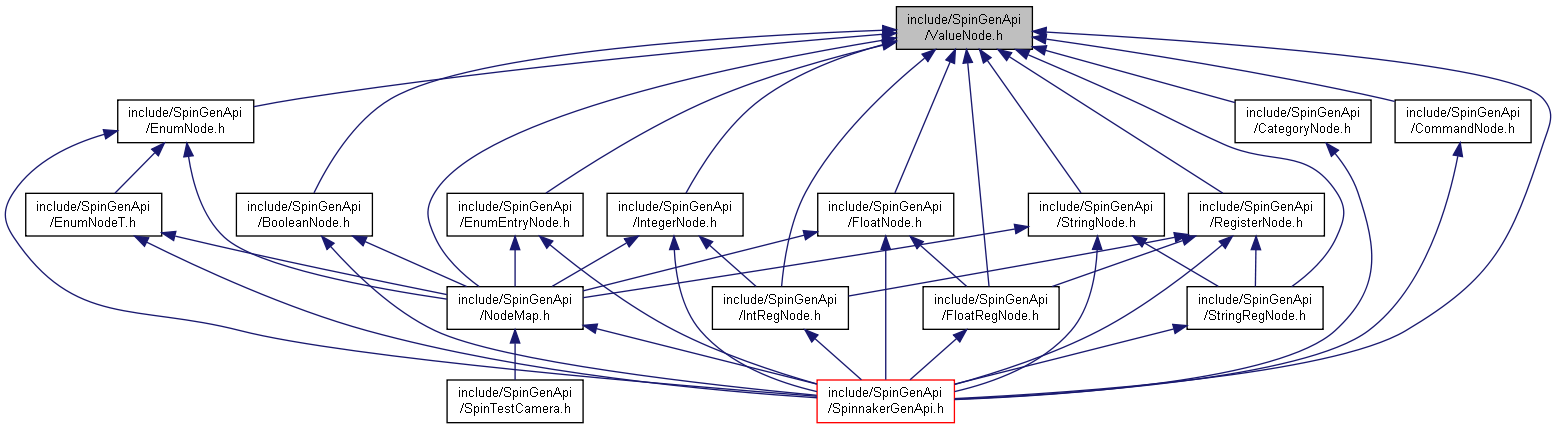 include/SpinGenApi
/ValueNode.h
include/SpinGenApi
/EnumNode.h
include/SpinGenApi
/CategoryNode.h
include/SpinGenApi
/CommandNode.h
include/SpinGenApi
/EnumNodeT.h
include/SpinGenApi
/BooleanNode.h
include/SpinGenApi
/EnumEntryNode.h
include/SpinGenApi
/IntegerNode.h
include/SpinGenApi
/FloatNode.h
include/SpinGenApi
/StringNode.h
include/SpinGenApi
/RegisterNode.h
include/SpinGenApi
/NodeMap.h
include/SpinGenApi
/IntRegNode.h
include/SpinGenApi
/FloatRegNode.h
include/SpinGenApi
/StringRegNode.h
include/SpinGenApi
/SpinTestCamera.h
include/SpinGenApi
/SpinnakerGenApi.h